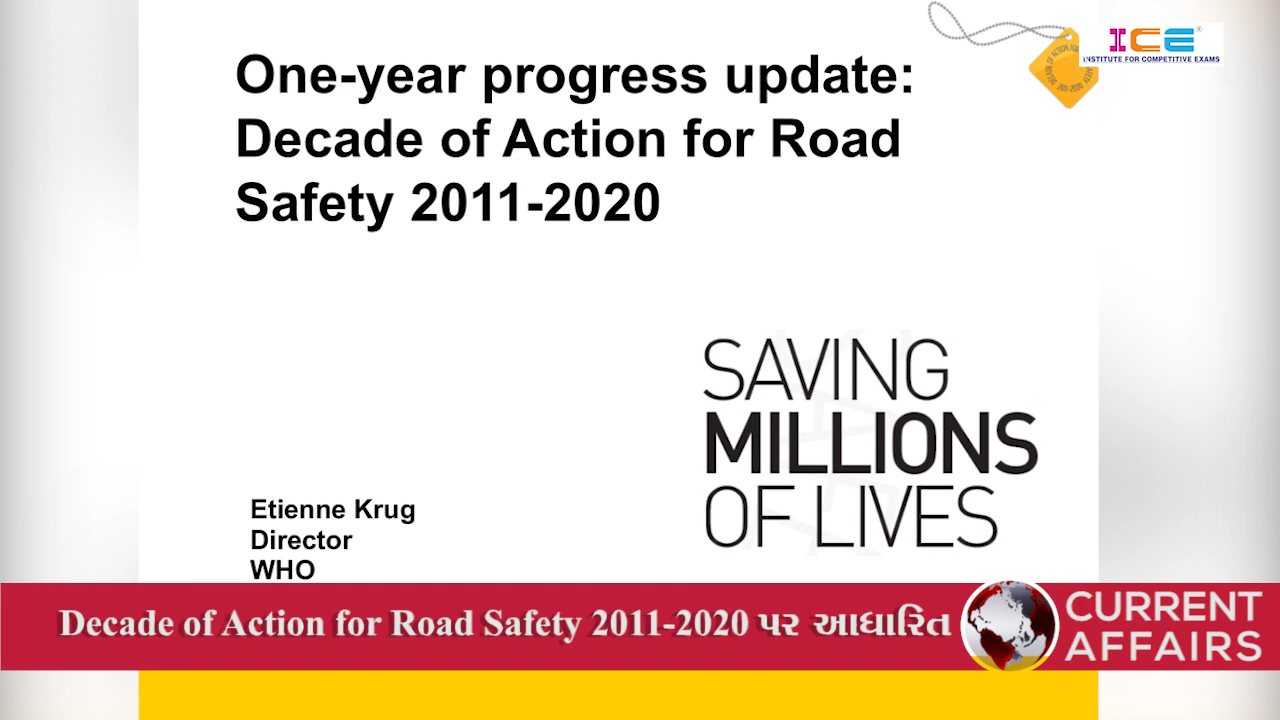 One-year progress update:
Decade of Action for Road
Safety 2011-2020
ICE
INSTITUTE FOR COMPETITIVE EXAMS
SAVING
MILLIONS
OF LIVES
Etienne Krug
Director
WHO
Decade of Action for Road Safety 2011-2020 પર આધારિત
CURRENT
AFFAIRS